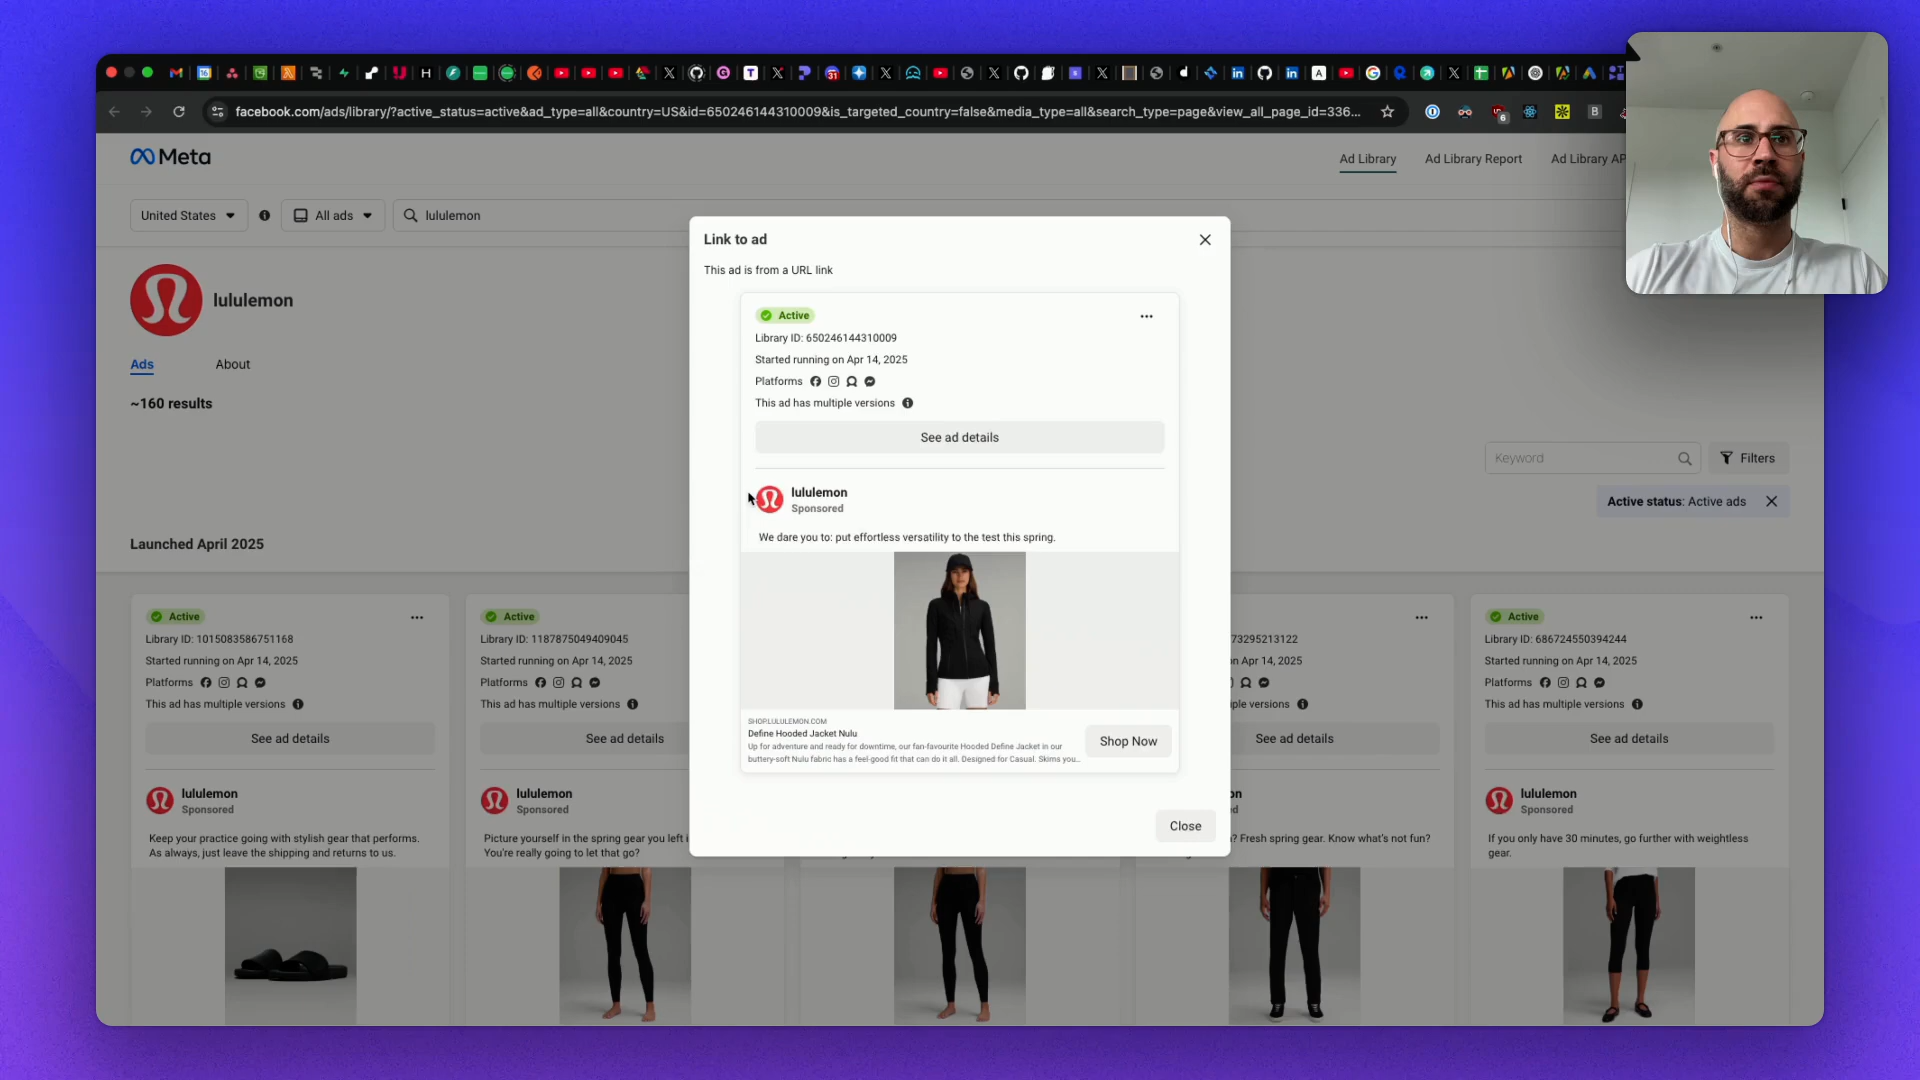 facebook.com/ads/library/?active_status=active&ad_type=all&country=US&id=650246144310009&is_targeted_country=false&media_type=all&search_type=page&view_all_page_id=336...
6
B
Meta
Ad Library
Ad Library Report
Ad Library AP
United States
All ads
lululemon
lululemon
Ads
About
~160 results
Keyword
Filters
Active status: Active ads
Launched April 2025
Link to ad
This ad is from a URL link
Active
Library ID: 650246144310009
Started running on Apr 14, 2025
Platforms
This ad has multiple versions
See ad details
lululemon
Sponsored
We dare you to: put effortless versatility to the test this spring.
SHOP.LULULEMON.COM
Define Hooded Jacket Nulu
Up for adventure and ready for downtime, our fan-favourite Hooded Define Jacket in our
buttery-soft Nulu fabric has a feel-good fit that can do it all. Designed for Casual. Skims you...
Shop Now
Close
Active
Library ID: 1015083586751168
Started running on Apr 14, 2025
Platforms
This ad has multiple versions
See ad details
lululemon
Sponsored
Keep your practice going with stylish gear that performs.
As always, just leave the shipping and returns to us.
Active
Library ID: 1187875049409045
Started running on Apr 14, 2025
Platforms
This ad has multiple versions
See ad details
lululemon
Sponsored
Picture yourself in the spring gear you left i
You're really going to let that go?
73295213122
on Apr 14, 2025
ple versions
See ad details
on
ed
? Fresh spring gear. Know what's not fun?
Active
Library ID: 686724550394244
Started running on Apr 14, 2025
Platforms
This ad has multiple versions
See ad details
lululemon
Sponsored
If you only have 30 minutes, go further with weightless
gear.